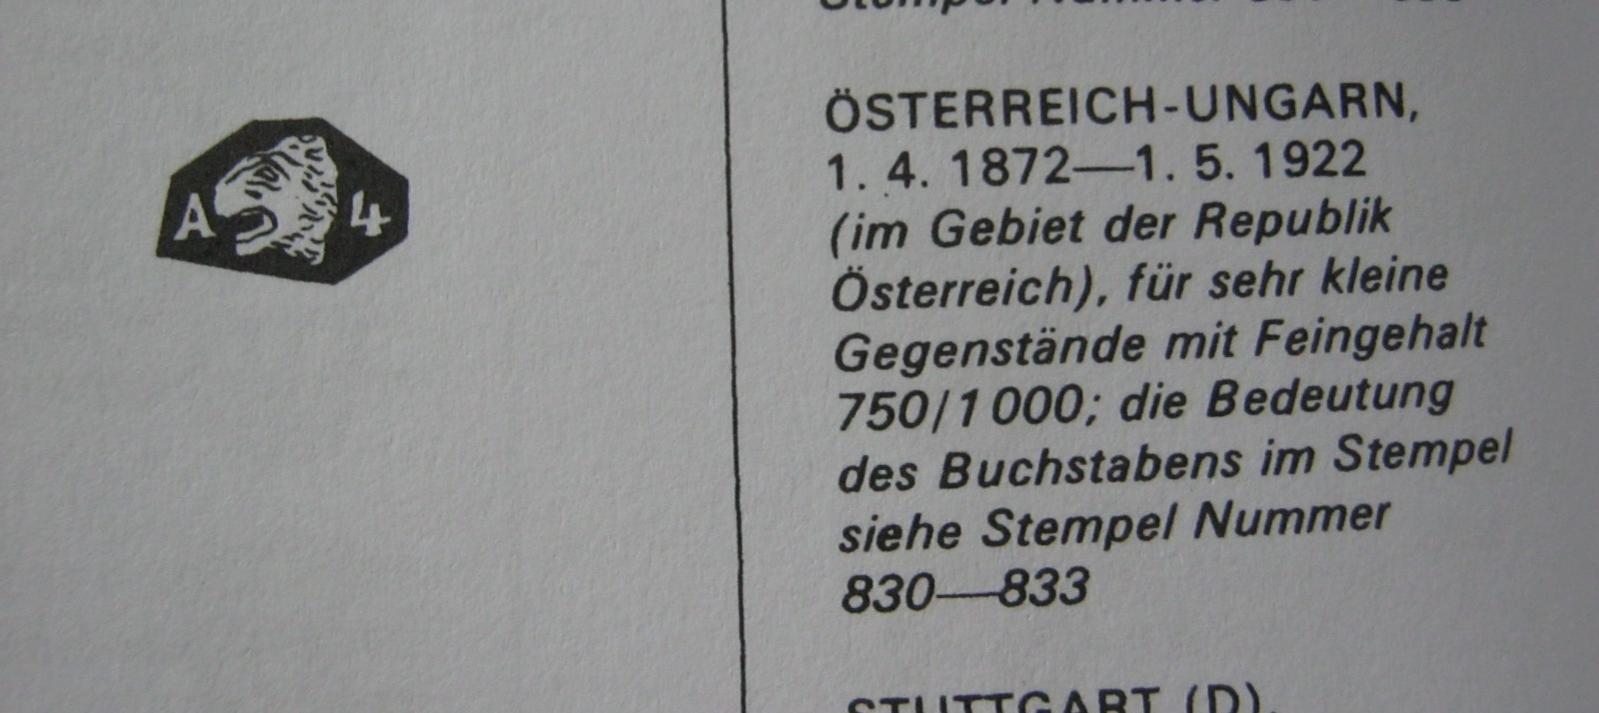 A 4
ÖSTERREICH-UNGARN,
1. 4. 1872—1. 5. 1922
(im Gebiet der Republik
Österreich), für sehr kleine
Gegenstände mit Feingehalt
750/1000; die Bedeutung
des Buchstabens im Stempel
siehe Stempel Nummer
830—833
STUTTGART (D),